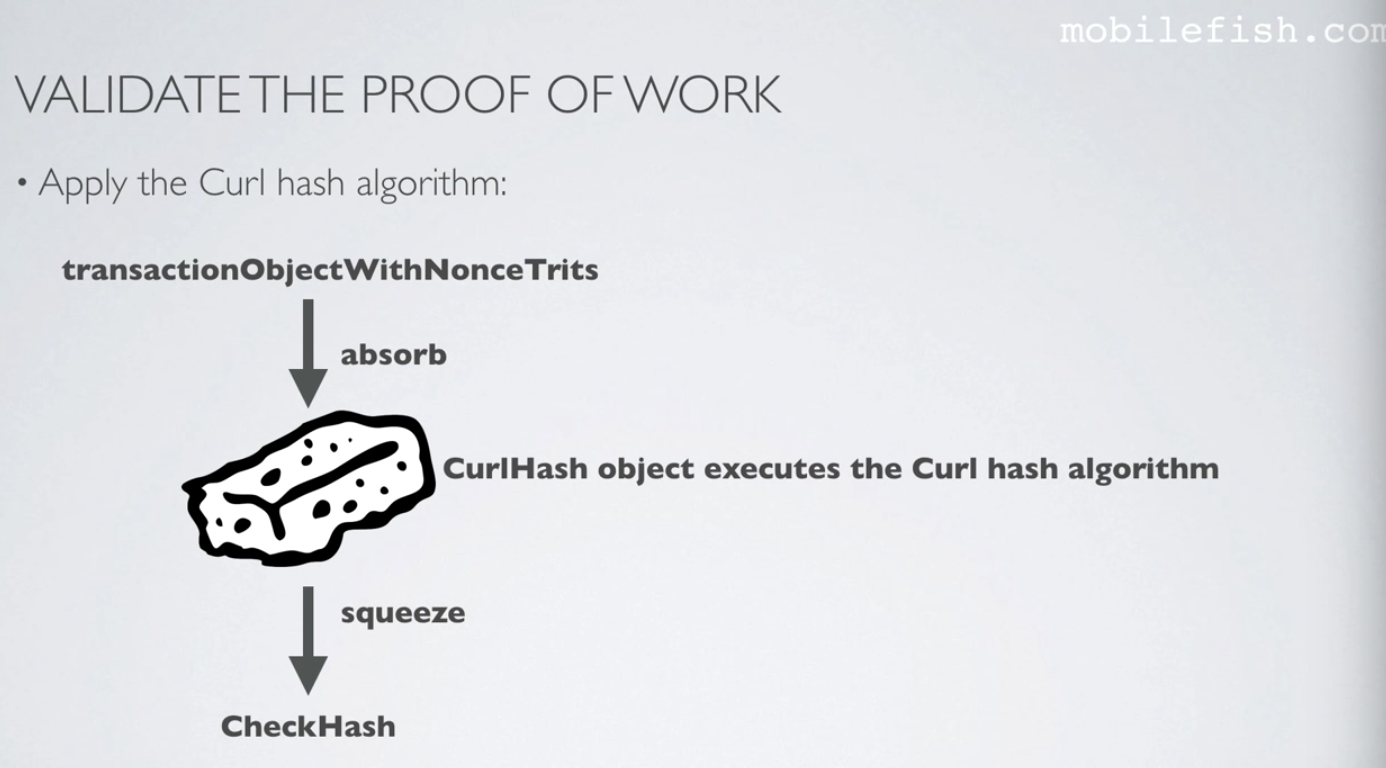 mobilefish.com
VALIDATE THE PROOF OF WORK
• Apply the Curl hash algorithm:
transactionObjectWithNonceTrits
absorb
CurlHash object executes the Curl hash algorithm
squeeze
CheckHash